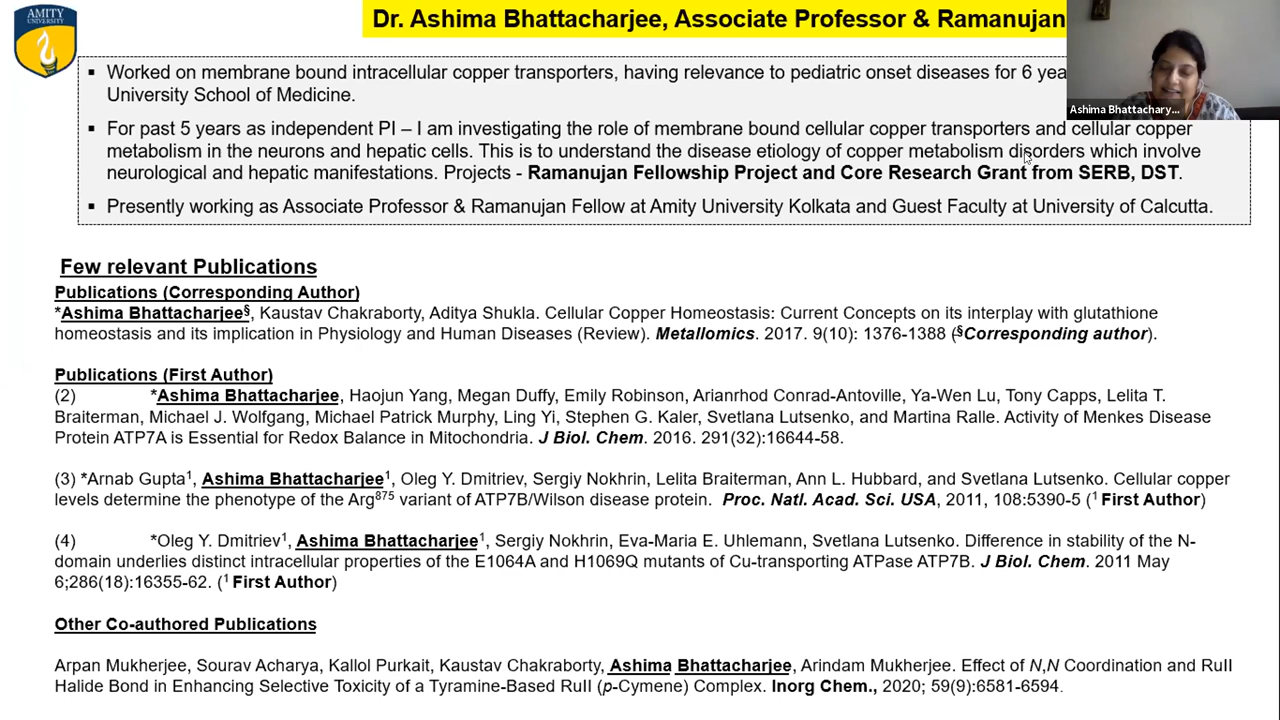 AMITY
UNIVERSITY
Dr. Ashima Bhattacharjee, Associate Professor & Ramanujan
Ashima Bhattachary...
▪ Worked on membrane bound intracellular copper transporters, having relevance to pediatric onset diseases for 6 yea
University School of Medicine.
▪ For past 5 years as independent PI – I am investigating the role of membrane bound cellular copper transporters and cellular copper
metabolism in the neurons and hepatic cells. This is to understand the disease etiology of copper metabolism disorders which involve
neurological and hepatic manifestations. Projects - Ramanujan Fellowship Project and Core Research Grant from SERB, DST.
▪ Presently working as Associate Professor & Ramanujan Fellow at Amity University Kolkata and Guest Faculty at University of Calcutta.
Few relevant Publications
Publications (Corresponding Author)
*Ashima Bhattacharjee§, Kaustav Chakraborty, Aditya Shukla. Cellular Copper Homeostasis: Current Concepts on its interplay with glutathione
homeostasis and its implication in Physiology and Human Diseases (Review). Metallomics. 2017. 9(10): 1376-1388 (§Corresponding author).
Publications (First Author)
(2) *Ashima Bhattacharjee, Haojun Yang, Megan Duffy, Emily Robinson, Arianrhod Conrad-Antoville, Ya-Wen Lu, Tony Capps, Lelita T.
Braiterman, Michael J. Wolfgang, Michael Patrick Murphy, Ling Yi, Stephen G. Kaler, Svetlana Lutsenko, and Martina Ralle. Activity of Menkes Disease
Protein ATP7A is Essential for Redox Balance in Mitochondria. J Biol. Chem. 2016. 291(32):16644-58.
(3) *Arnab Gupta¹, Ashima Bhattacharjee¹, Oleg Y. Dmitriev, Sergiy Nokhrin, Lelita Braiterman, Ann L. Hubbard, and Svetlana Lutsenko. Cellular copper
levels determine the phenotype of the Arg⁸⁷⁵ variant of ATP7B/Wilson disease protein. Proc. Natl. Acad. Sci. USA, 2011, 108:5390-5 (¹ First Author)
(4) *Oleg Y. Dmitriev¹, Ashima Bhattacharjee¹, Sergiy Nokhrin, Eva-Maria E. Uhlemann, Svetlana Lutsenko. Difference in stability of the N-
domain underlies distinct intracellular properties of the E1064A and H1069Q mutants of Cu-transporting ATPase ATP7B. J Biol. Chem. 2011 May
6;286(18):16355-62. (¹ First Author)
Other Co-authored Publications
Arpan Mukherjee, Sourav Acharya, Kallol Purkait, Kaustav Chakraborty, Ashima Bhattacharjee, Arindam Mukherjee. Effect of N,N Coordination and RuII
Halide Bond in Enhancing Selective Toxicity of a Tyramine-Based RuII (p-Cymene) Complex. Inorg Chem., 2020; 59(9):6581-6594.